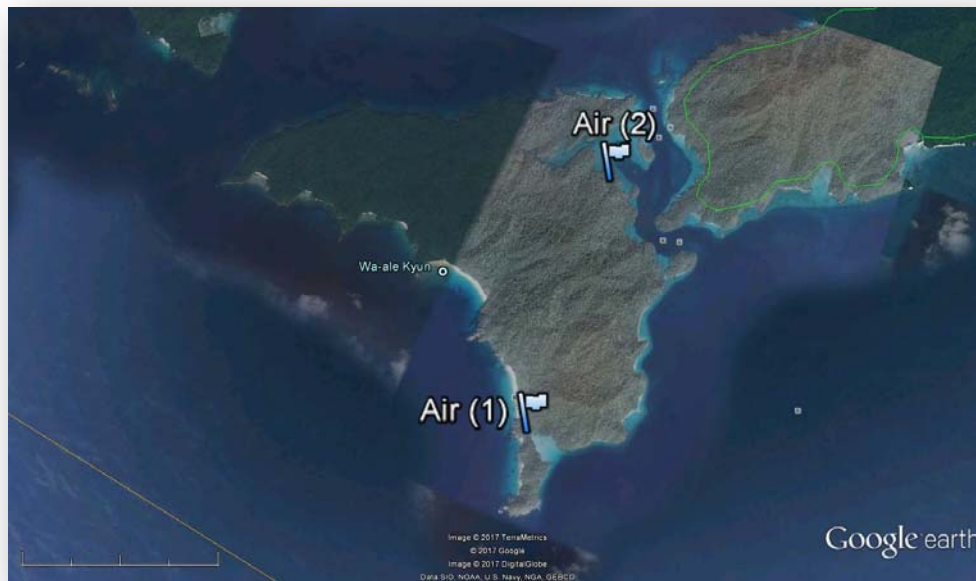 Air (2)
Wa-ale Kyun
Air (1)
Image © 2017 TerraMetrics
© 2017 Google
Image © 2017 DigitalGlobe
Data SIO, NOAA, U.S. Navy, NGA, GEBCO
Google earth